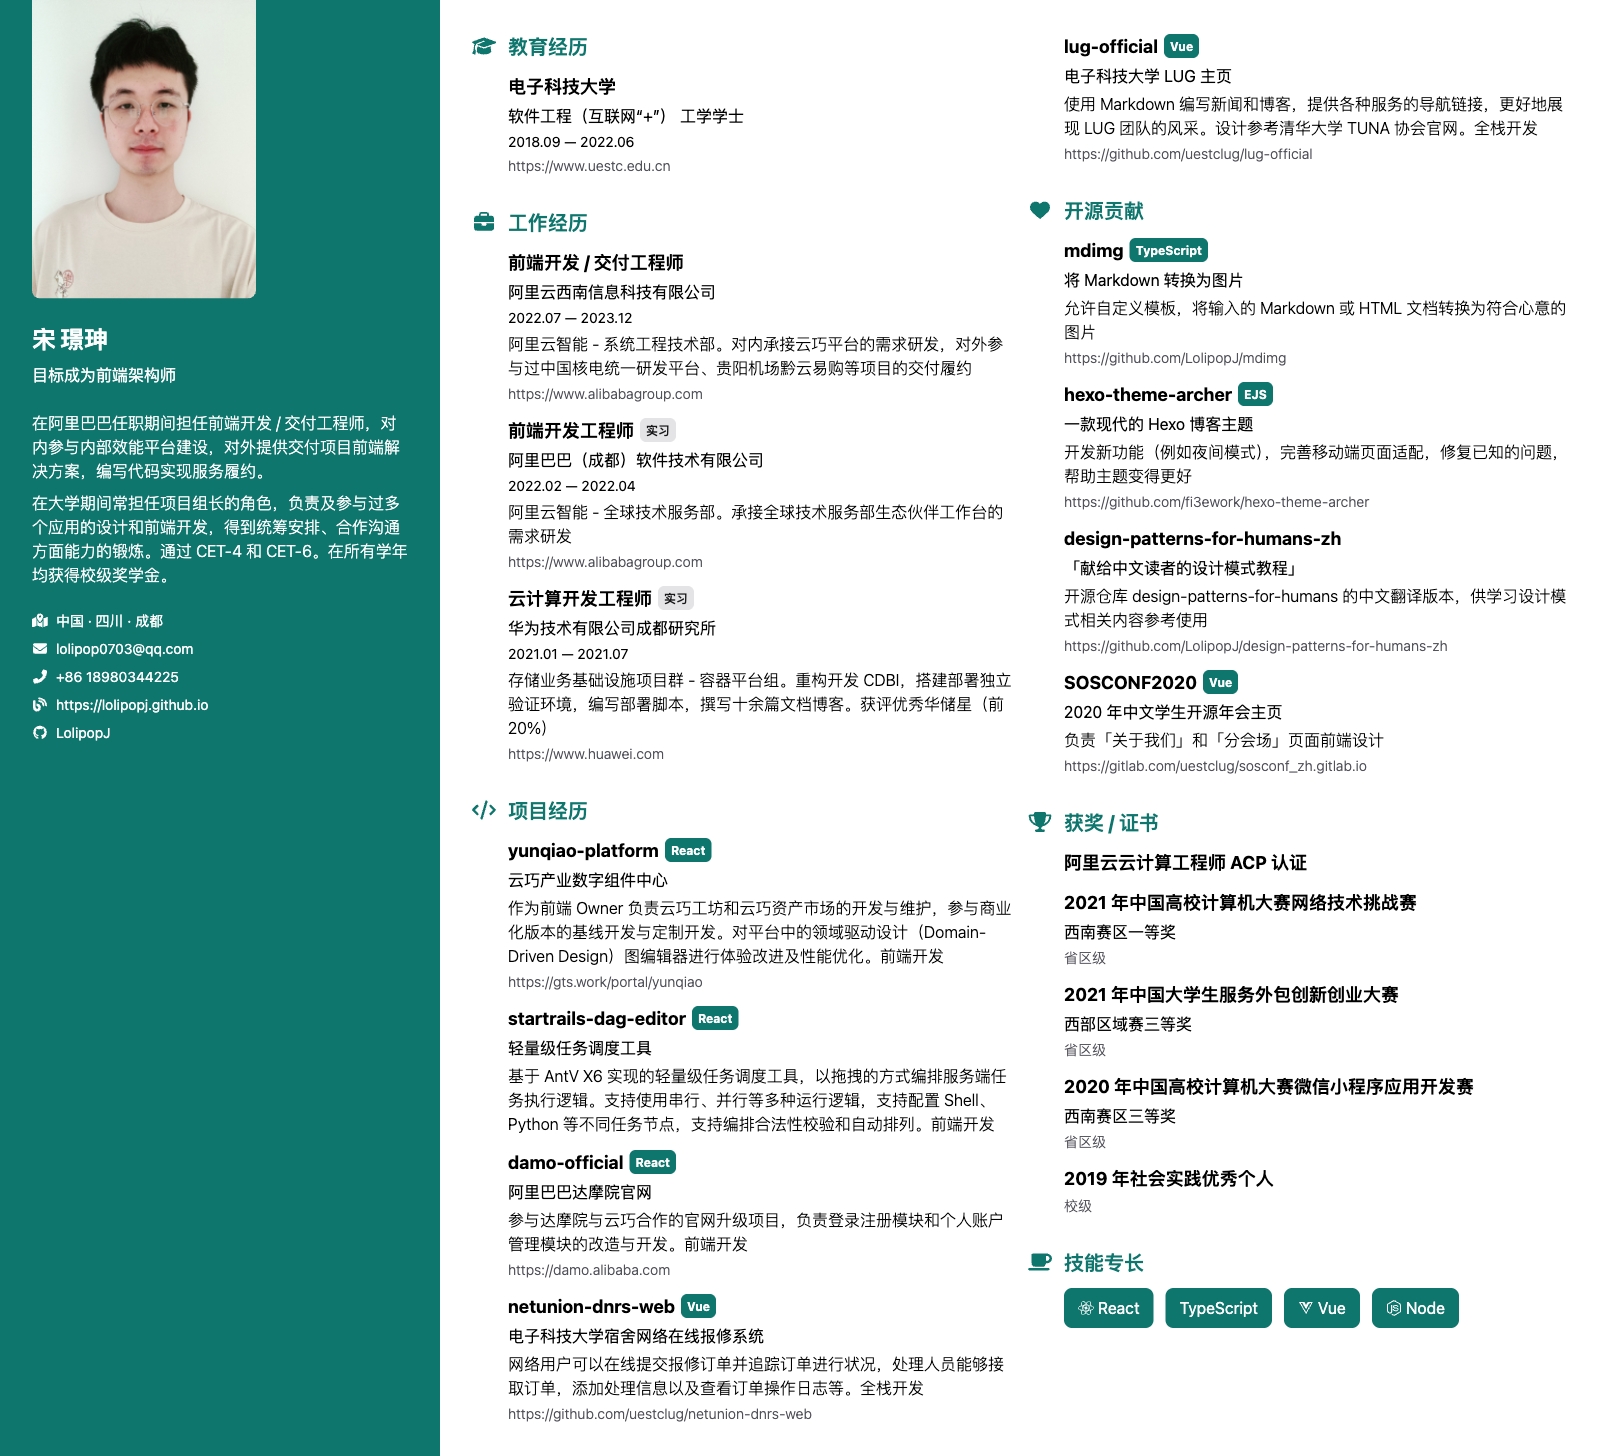 宋 璟珅
目标成为前端架构师
在阿里巴巴任职期间担任前端开发 / 交付工程师，对
内参与内部效能平台建设，对外提供交付项目前端解
决方案，编写代码实现服务履约。
在大学期间常担任项目组长的角色，负责及参与过多
个应用的设计和前端开发，得到统筹安排、合作沟通
方面能力的锻炼。通过 CET-4 和 CET-6。在所有学年
均获得校级奖学金。
中国 · 四川 · 成都
lolipop0703@qq.com
+86 18980344225
https://lolipopj.github.io
LolipopJ
教育经历
电子科技大学
软件工程（互联网“+”） 工学学士
2018.09 — 2022.06
https://www.uestc.edu.cn
工作经历
前端开发 / 交付工程师
阿里云西南信息科技有限公司
2022.07 — 2023.12
阿里云智能 - 系统工程技术部。对内承接云巧平台的需求研发，对外参
与过中国核电统一研发平台、贵阳机场黔云易购等项目的交付履约
https://www.alibabagroup.com
前端开发工程师 实习
阿里巴巴（成都）软件技术有限公司
2022.02 — 2022.04
阿里云智能 - 全球技术服务部。承接全球技术服务部生态伙伴工作台的
需求研发
https://www.alibabagroup.com
云计算开发工程师 实习
华为技术有限公司成都研究所
2021.01 — 2021.07
存储业务基础设施项目群 - 容器平台组。重构开发 CDBI，搭建部署独立
验证环境，编写部署脚本，撰写十余篇文档博客。获评优秀华储星（前
20%）
https://www.huawei.com
项目经历
yunqiao-platform React
云巧产业数字组件中心
作为前端 Owner 负责云巧工坊和云巧资产市场的开发与维护，参与商业
化版本的基线开发与定制开发。对平台中的领域驱动设计（Domain-
Driven Design）图编辑器进行体验改进及性能优化。前端开发
https://gts.work/portal/yunqiao
startrails-dag-editor React
轻量级任务调度工具
基于 AntV X6 实现的轻量级任务调度工具，以拖拽的方式编排服务端任
务执行逻辑。支持使用串行、并行等多种运行逻辑，支持配置 Shell、
Python 等不同任务节点，支持编排合法性校验和自动排列。前端开发
damo-official React
阿里巴巴达摩院官网
参与达摩院与云巧合作的官网升级项目，负责登录注册模块和个人账户
管理模块的改造与开发。前端开发
https://damo.alibaba.com
netunion-dnrs-web Vue
电子科技大学宿舍网络在线报修系统
网络用户可以在线提交报修订单并追踪订单进行状况，处理人员能够接
取订单，添加处理信息以及查看订单操作日志等。全栈开发
https://github.com/uestclug/netunion-dnrs-web
lug-official Vue
电子科技大学 LUG 主页
使用 Markdown 编写新闻和博客，提供各种服务的导航链接，更好地展
现 LUG 团队的风采。设计参考清华大学 TUNA 协会官网。全栈开发
https://github.com/uestclug/lug-official
开源贡献
mdimg TypeScript
将 Markdown 转换为图片
允许自定义模板，将输入的 Markdown 或 HTML 文档转换为符合心意的
图片
https://github.com/LolipopJ/mdimg
hexo-theme-archer EJS
一款现代的 Hexo 博客主题
开发新功能（例如夜间模式），完善移动端页面适配，修复已知的问题，
帮助主题变得更好
https://github.com/fi3ework/hexo-theme-archer
design-patterns-for-humans-zh
「献给中文读者的设计模式教程」
开源仓库 design-patterns-for-humans 的中文翻译版本，供学习设计模
式相关内容参考使用
https://github.com/LolipopJ/design-patterns-for-humans-zh
SOSCONF2020 Vue
2020 年中文学生开源年会主页
负责「关于我们」和「分会场」页面前端设计
https://gitlab.com/uestclug/sosconf_zh.gitlab.io
获奖 / 证书
阿里云云计算工程师 ACP 认证
2021 年中国高校计算机大赛网络技术挑战赛
西南赛区一等奖
省区级
2021 年中国大学生服务外包创新创业大赛
西部区域赛三等奖
省区级
2020 年中国高校计算机大赛微信小程序应用开发赛
西南赛区三等奖
省区级
2019 年社会实践优秀个人
校级
技能专长
React TypeScript Vue Node